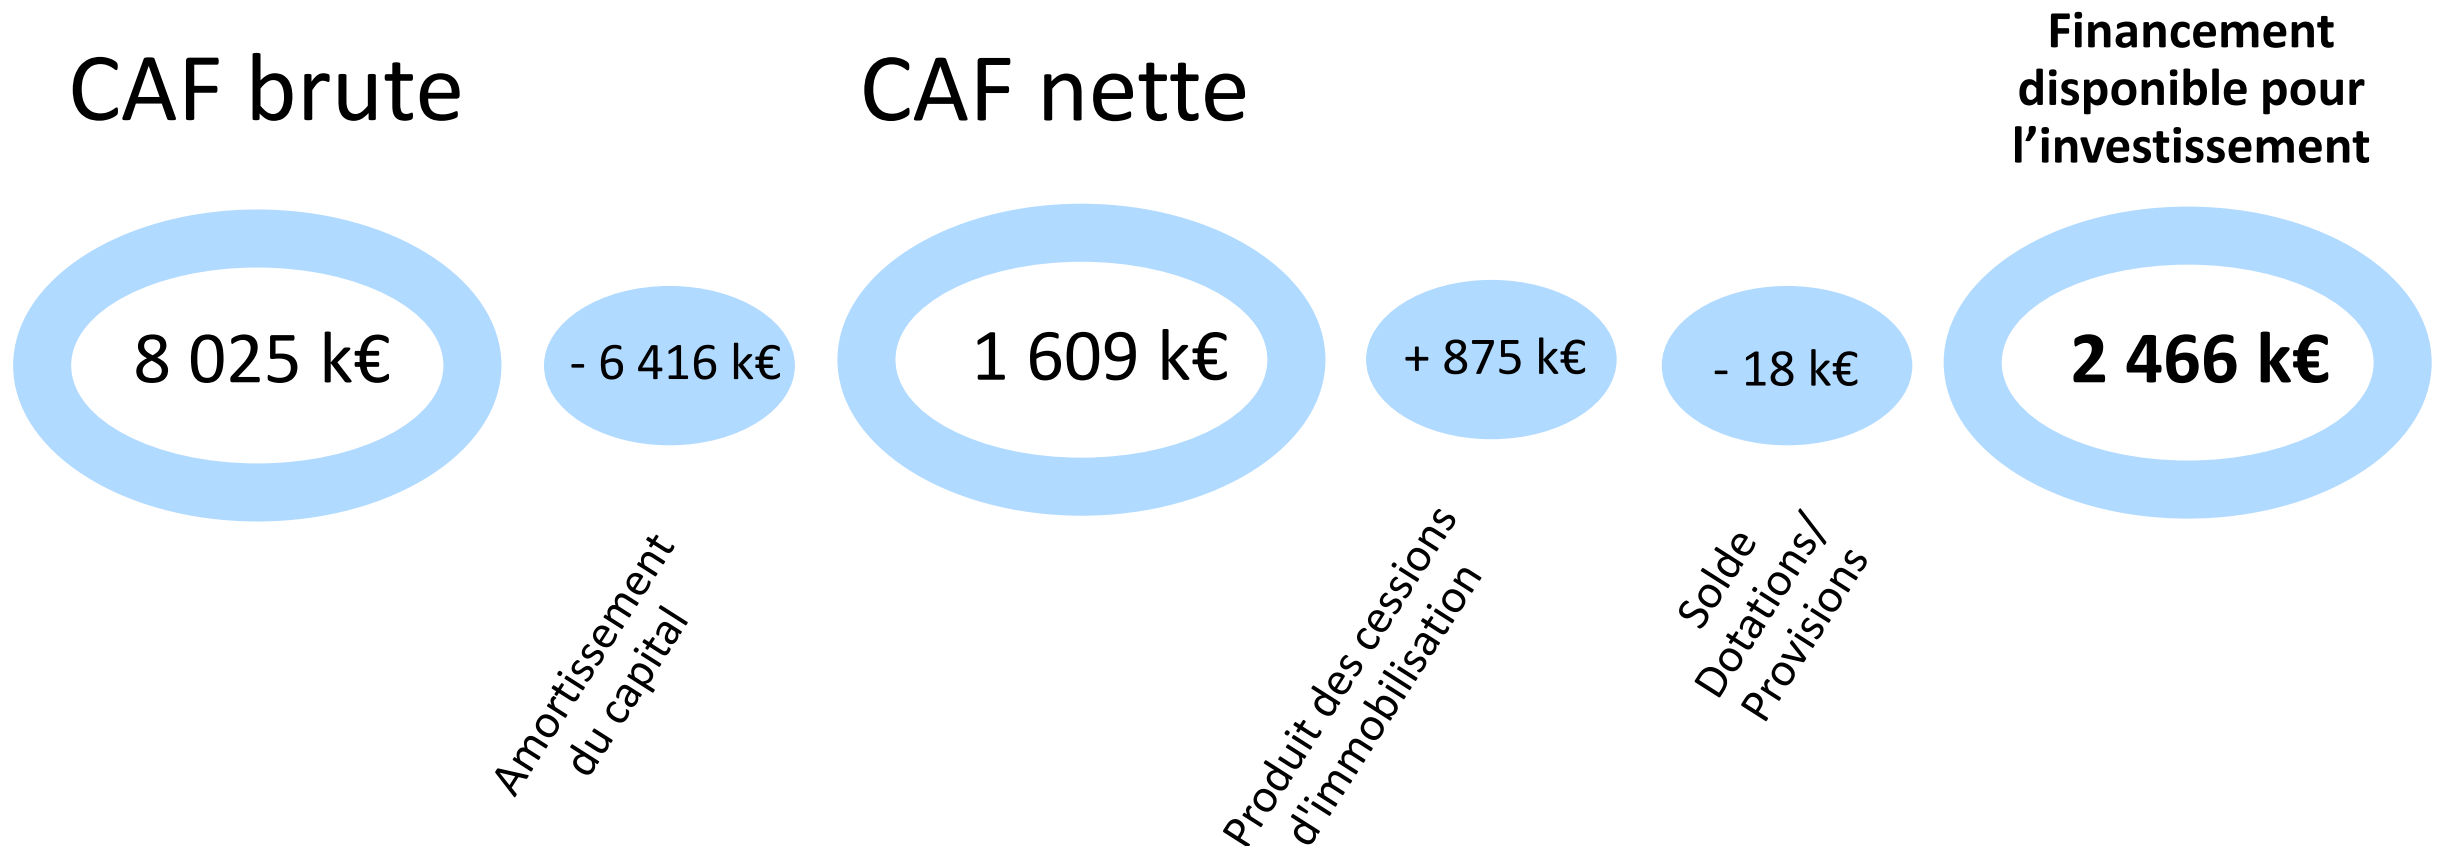 CAF brute
CAF nette
Financement
disponible pour
l’investissement
8 025 k€
- 6 416 k€
1 609 k€
+ 875 k€
- 18 k€
2 466 k€
Amortissement
du capital
Produit des cessions
d'immobilisation
Solde
Dotations/
Provisions